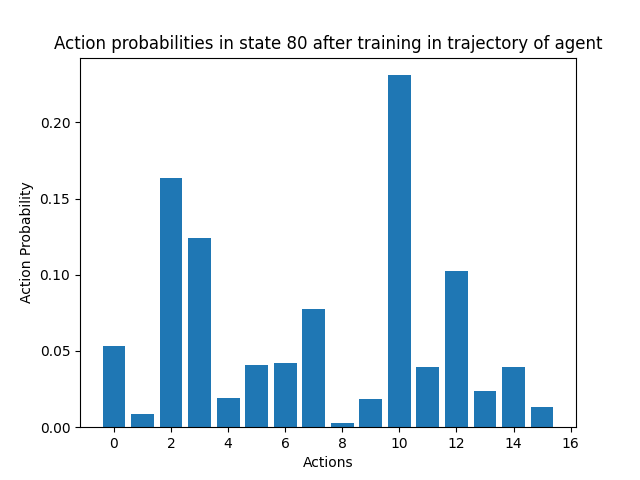 Action probabilities in state 80 after training in trajectory of agent
0.20
0.15
0.10
0.05
0.00
Action Probability
0 2 4 6 8 10 12 14 16
Actions